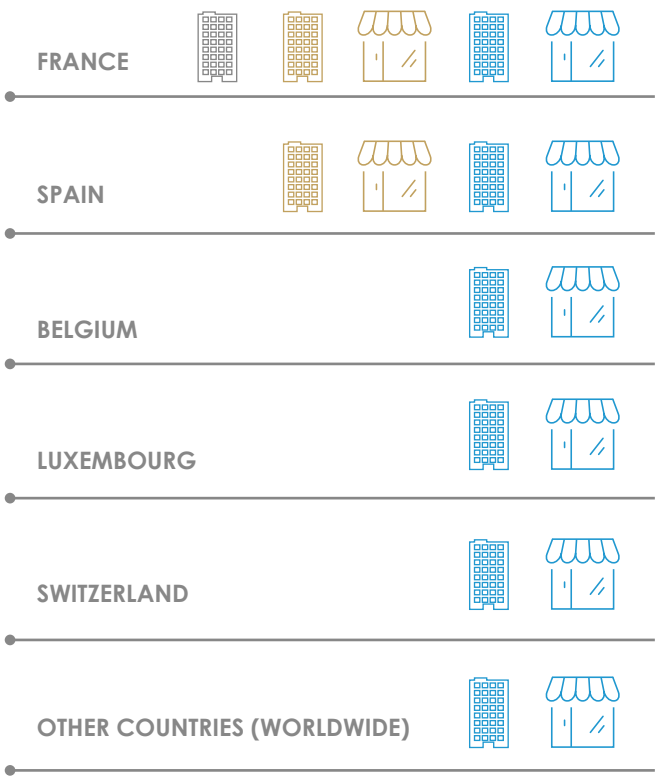 FRANCE
SPAIN
BELGIUM
LUXEMBOURG
SWITZERLAND
OTHER COUNTRIES (WORLDWIDE)